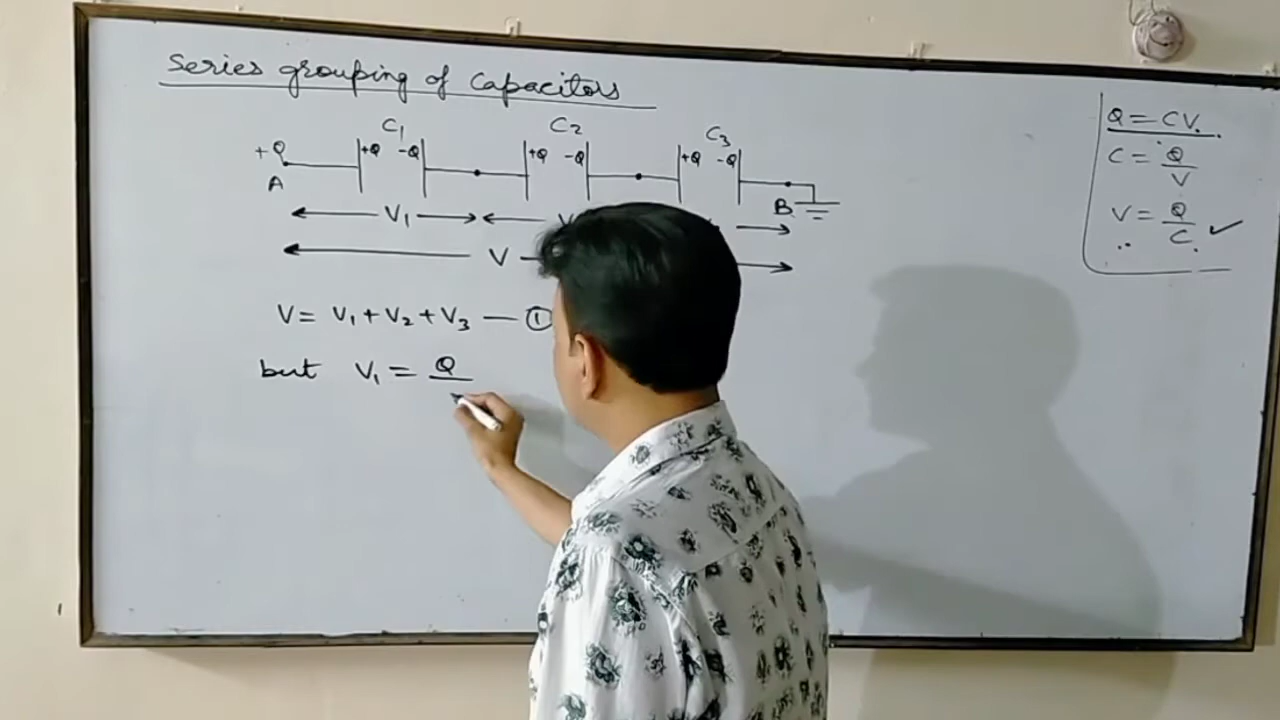 Series grouping of Capacitors
C1 C2 C3
+Q +Q -Q +Q -Q +Q -Q
A B
V1
V
V = V1 + V2 + V3 — ①
but V1 = Q
Q = CV.
C = Q/V
V = Q/C. ✓